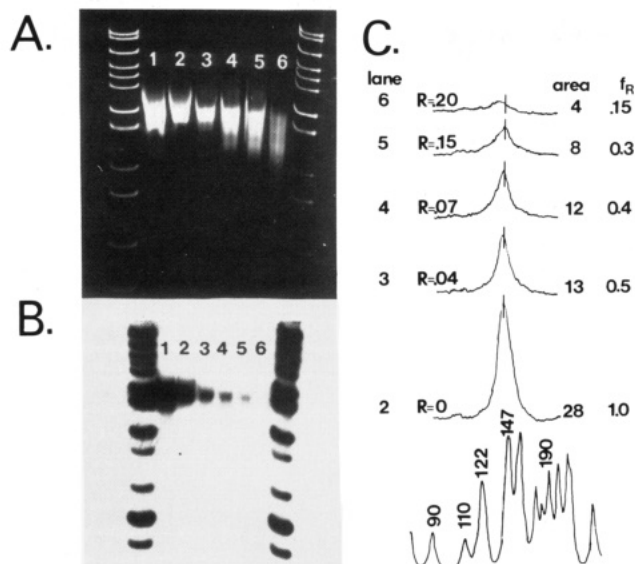 A.
1 2 3 4 5 6
B.
1 2 3 4 5 6
C.
lane area fR
6 R=.20 4 .15
5 R=.15 8 0.3
4 R=.07 12 0.4
3 R=.04 13 0.5
2 R=0 28 1.0
90 110 122 147 190